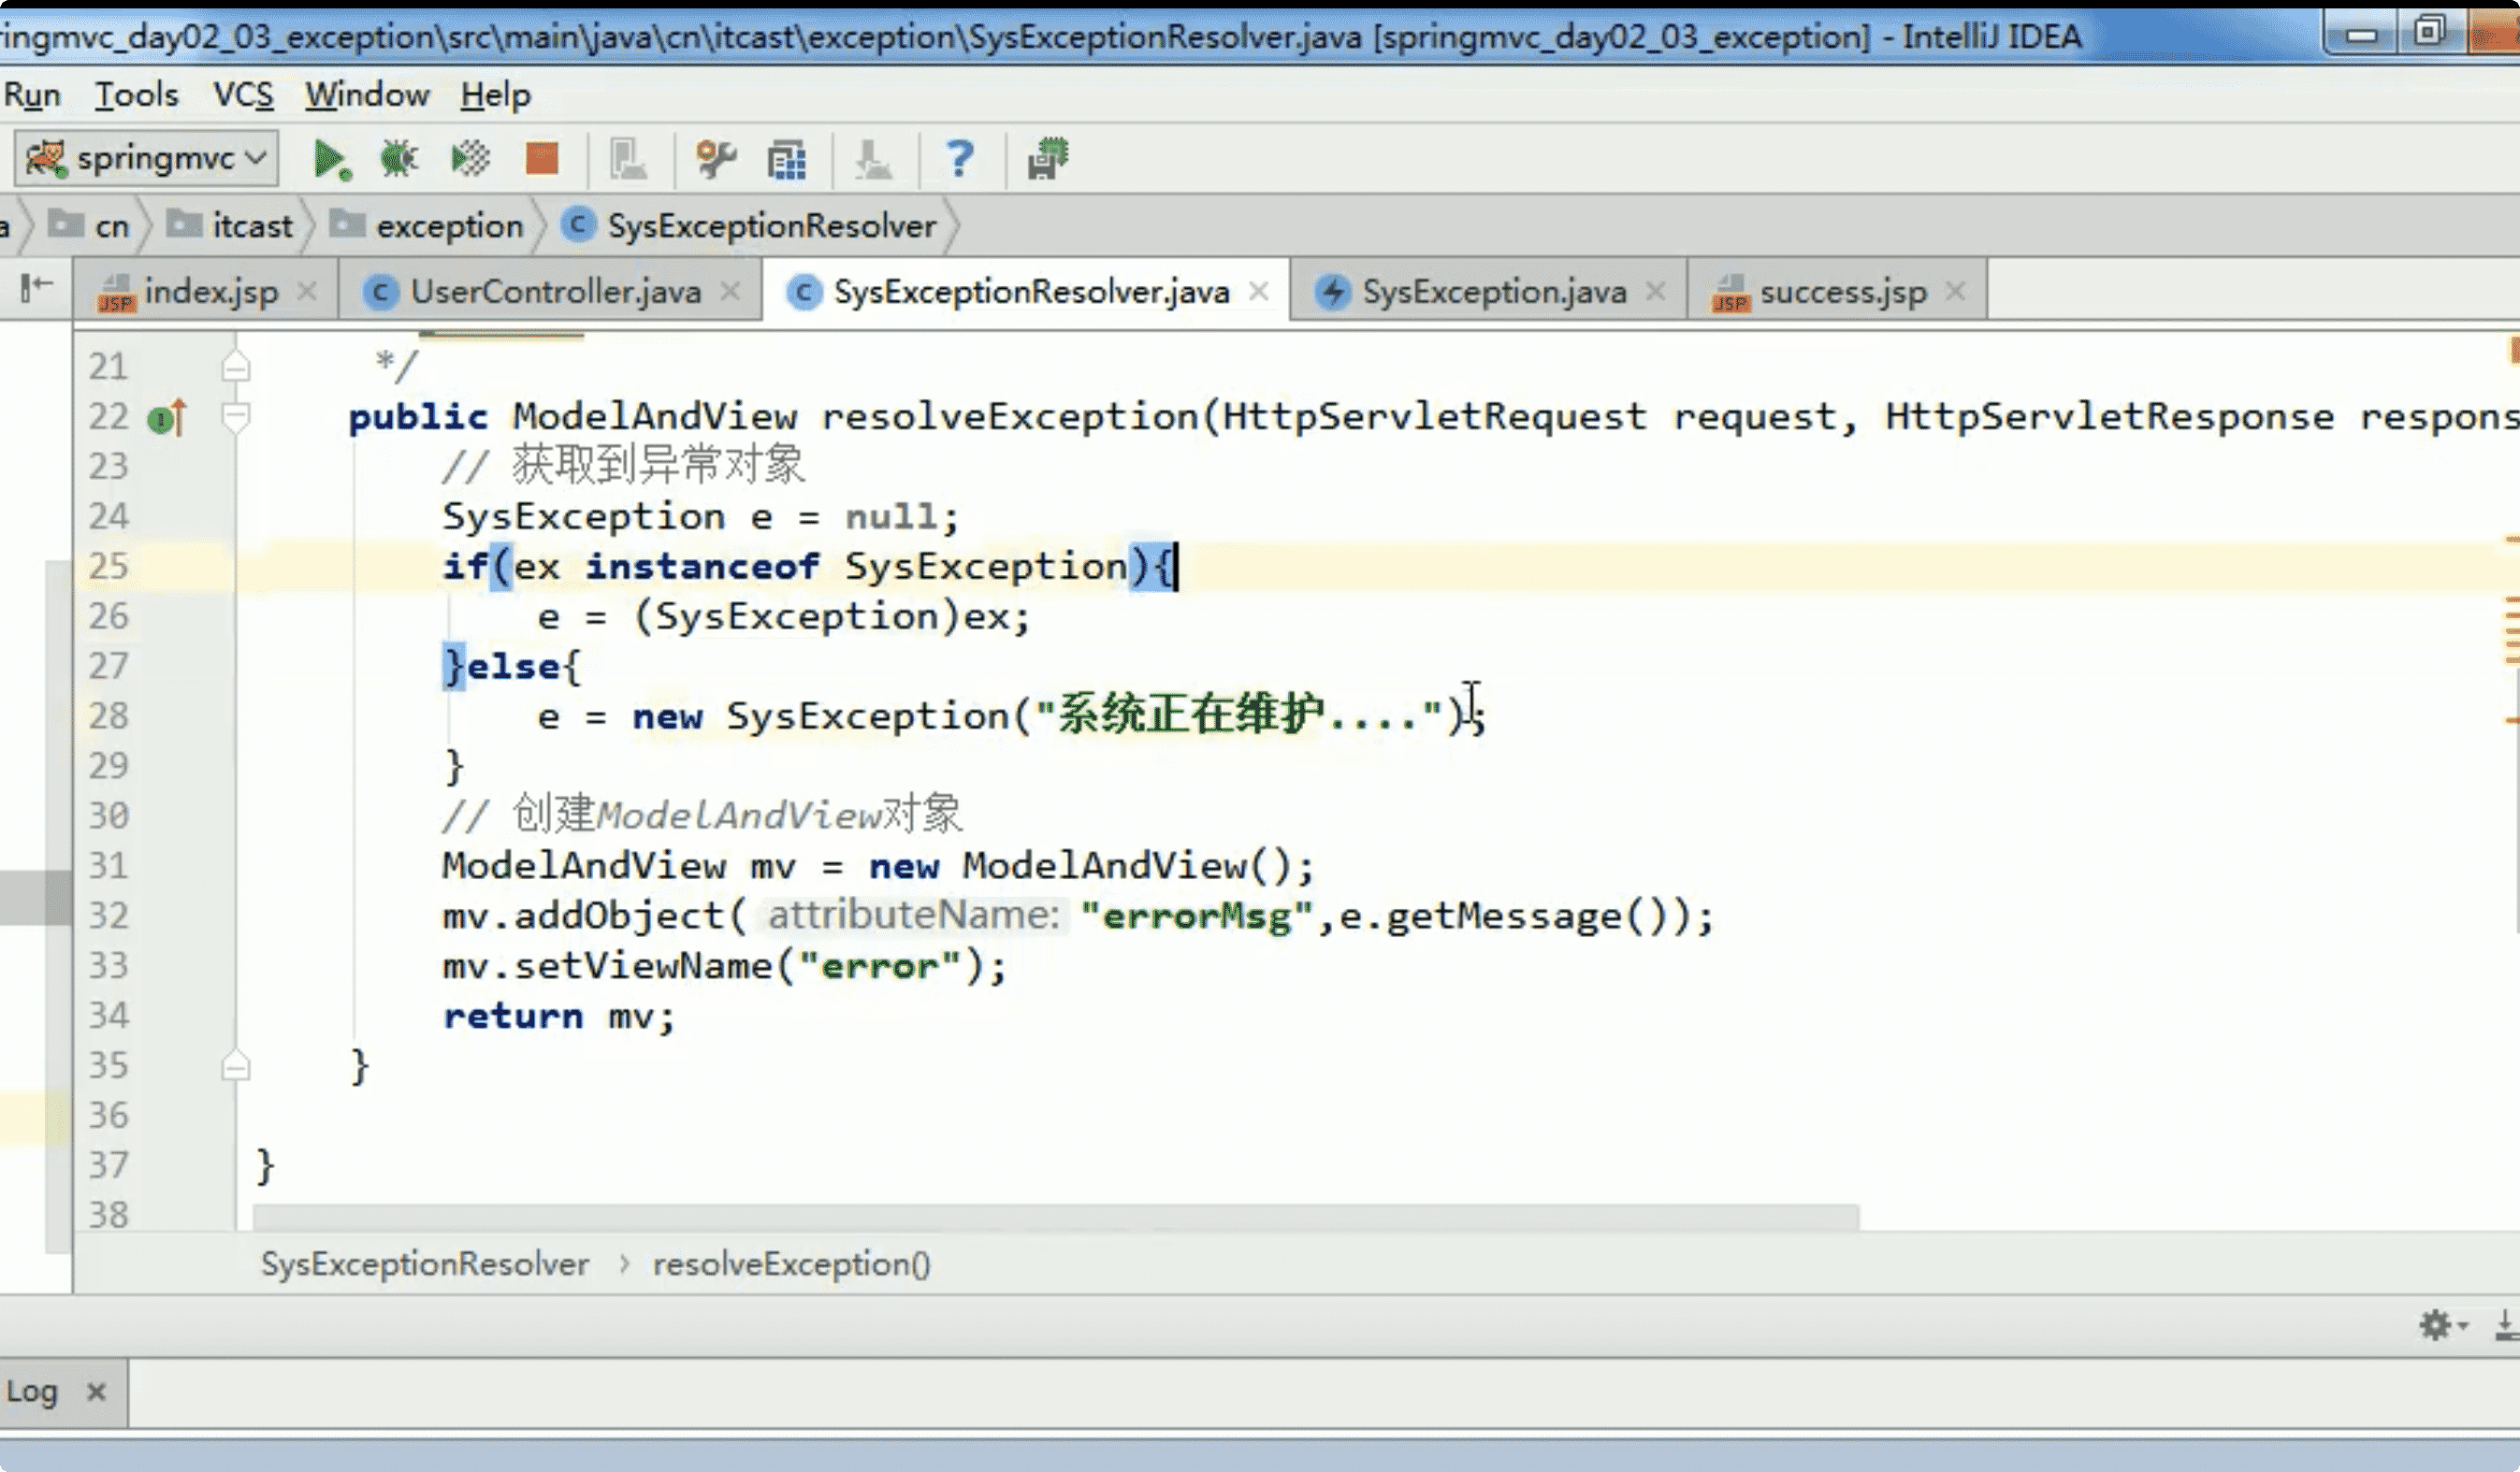 ingmvc_day02_03_exception\src\main\java\cn\itcast\exception\SysExceptionResolver.java [springmvc_day02_03_exception] - IntelliJ IDEA
Run Tools VCS Window Help
springmvc
a cn itcast exception SysExceptionResolver
index.jsp UserController.java SysExceptionResolver.java SysException.java success.jsp
21 */
22 public ModelAndView resolveException(HttpServletRequest request, HttpServletResponse respons
23 // 获取到异常对象
24 SysException e = null;
25 if(ex instanceof SysException){
26 e = (SysException)ex;
27 }else{
28 e = new SysException("系统正在维护....");
29 }
30 // 创建ModelAndView对象
31 ModelAndView mv = new ModelAndView();
32 mv.addObject( attributeName: "errorMsg",e.getMessage());
33 mv.setViewName("error");
34 return mv;
35 }
36
37 }
38
SysExceptionResolver › resolveException()
Log